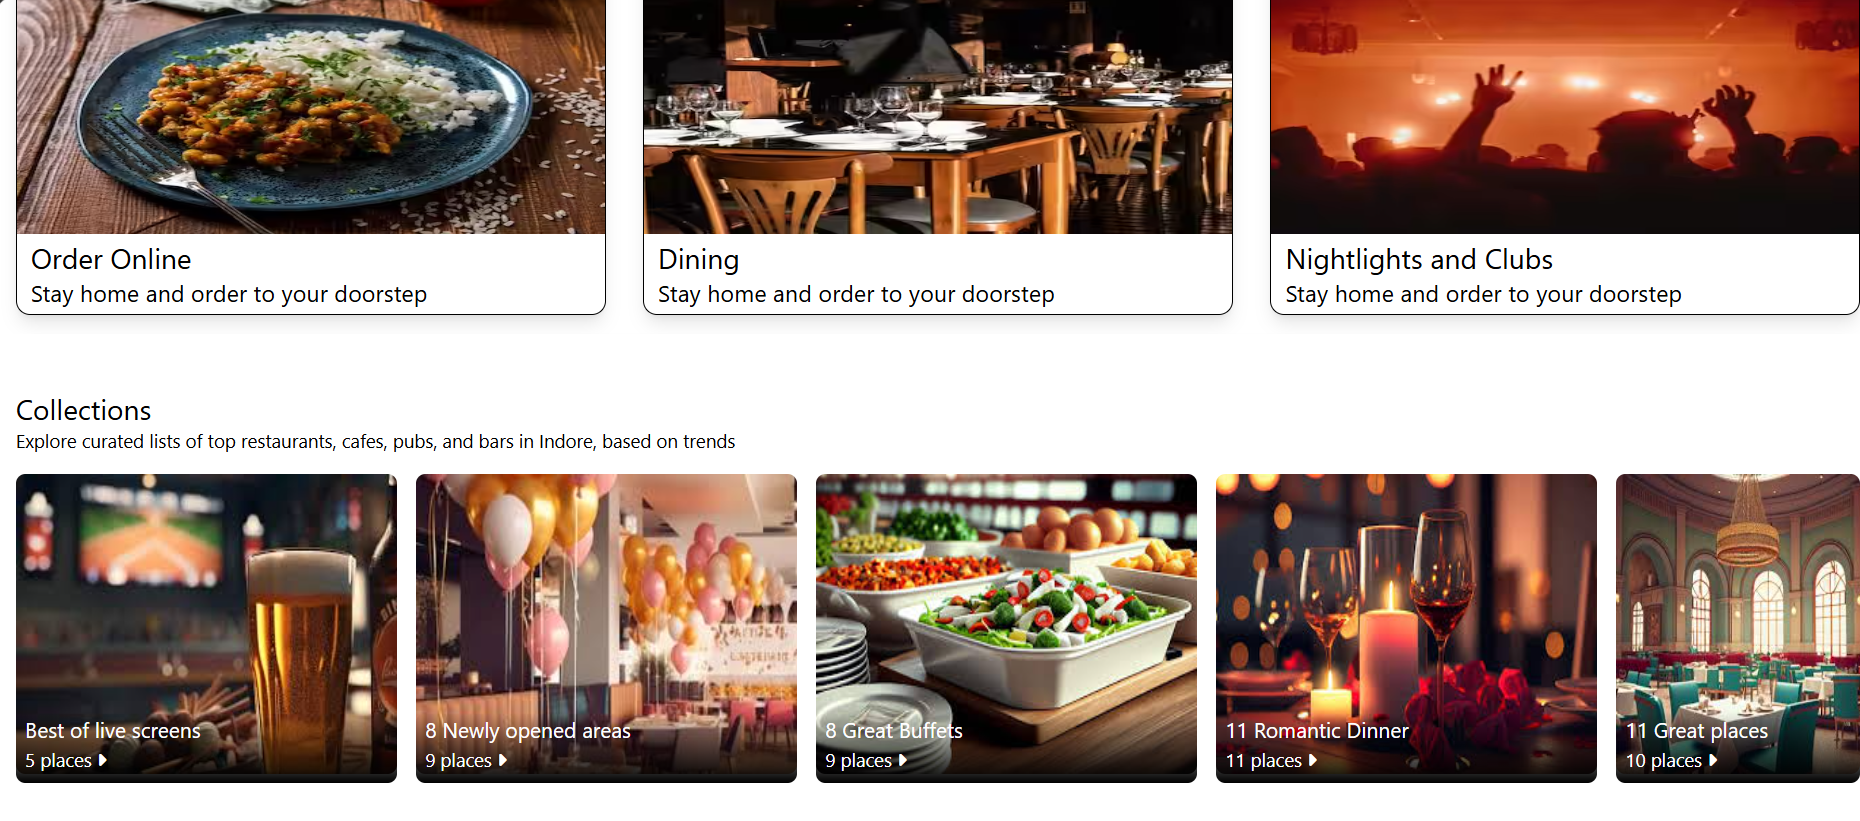 Order Online
Stay home and order to your doorstep
Dining
Stay home and order to your doorstep
Nightlights and Clubs
Stay home and order to your doorstep
Collections
Explore curated lists of top restaurants, cafes, pubs, and bars in Indore, based on trends
Best of live screens
5 places
8 Newly opened areas
9 places
8 Great Buffets
9 places
11 Romantic Dinner
11 places
11 Great places
10 places